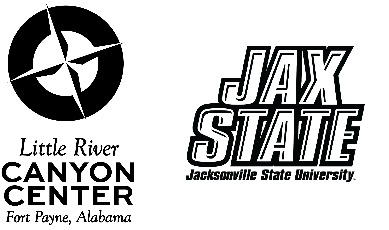 Little River
CANYON
CENTER
Fort Payne, Alabama
JAX
STATE
Jacksonville State University